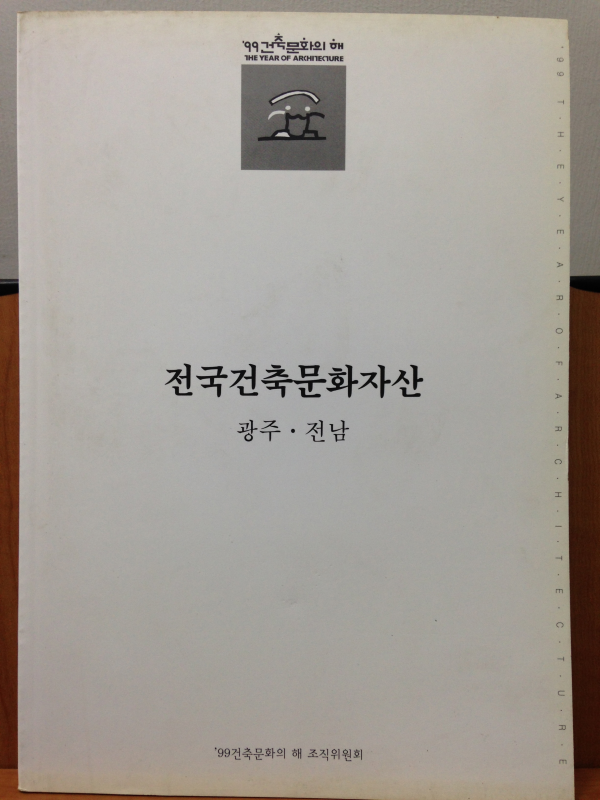 '99건축문화의 해
THE YEAR OF ARCHITECTURE
전국건축문화자산
광주·전남
'99건축문화의 해 조직위원회
'99 T·H·E·Y·E·A·R·O·F·A·R·C·H·I·T·E·C·T·U·R·E